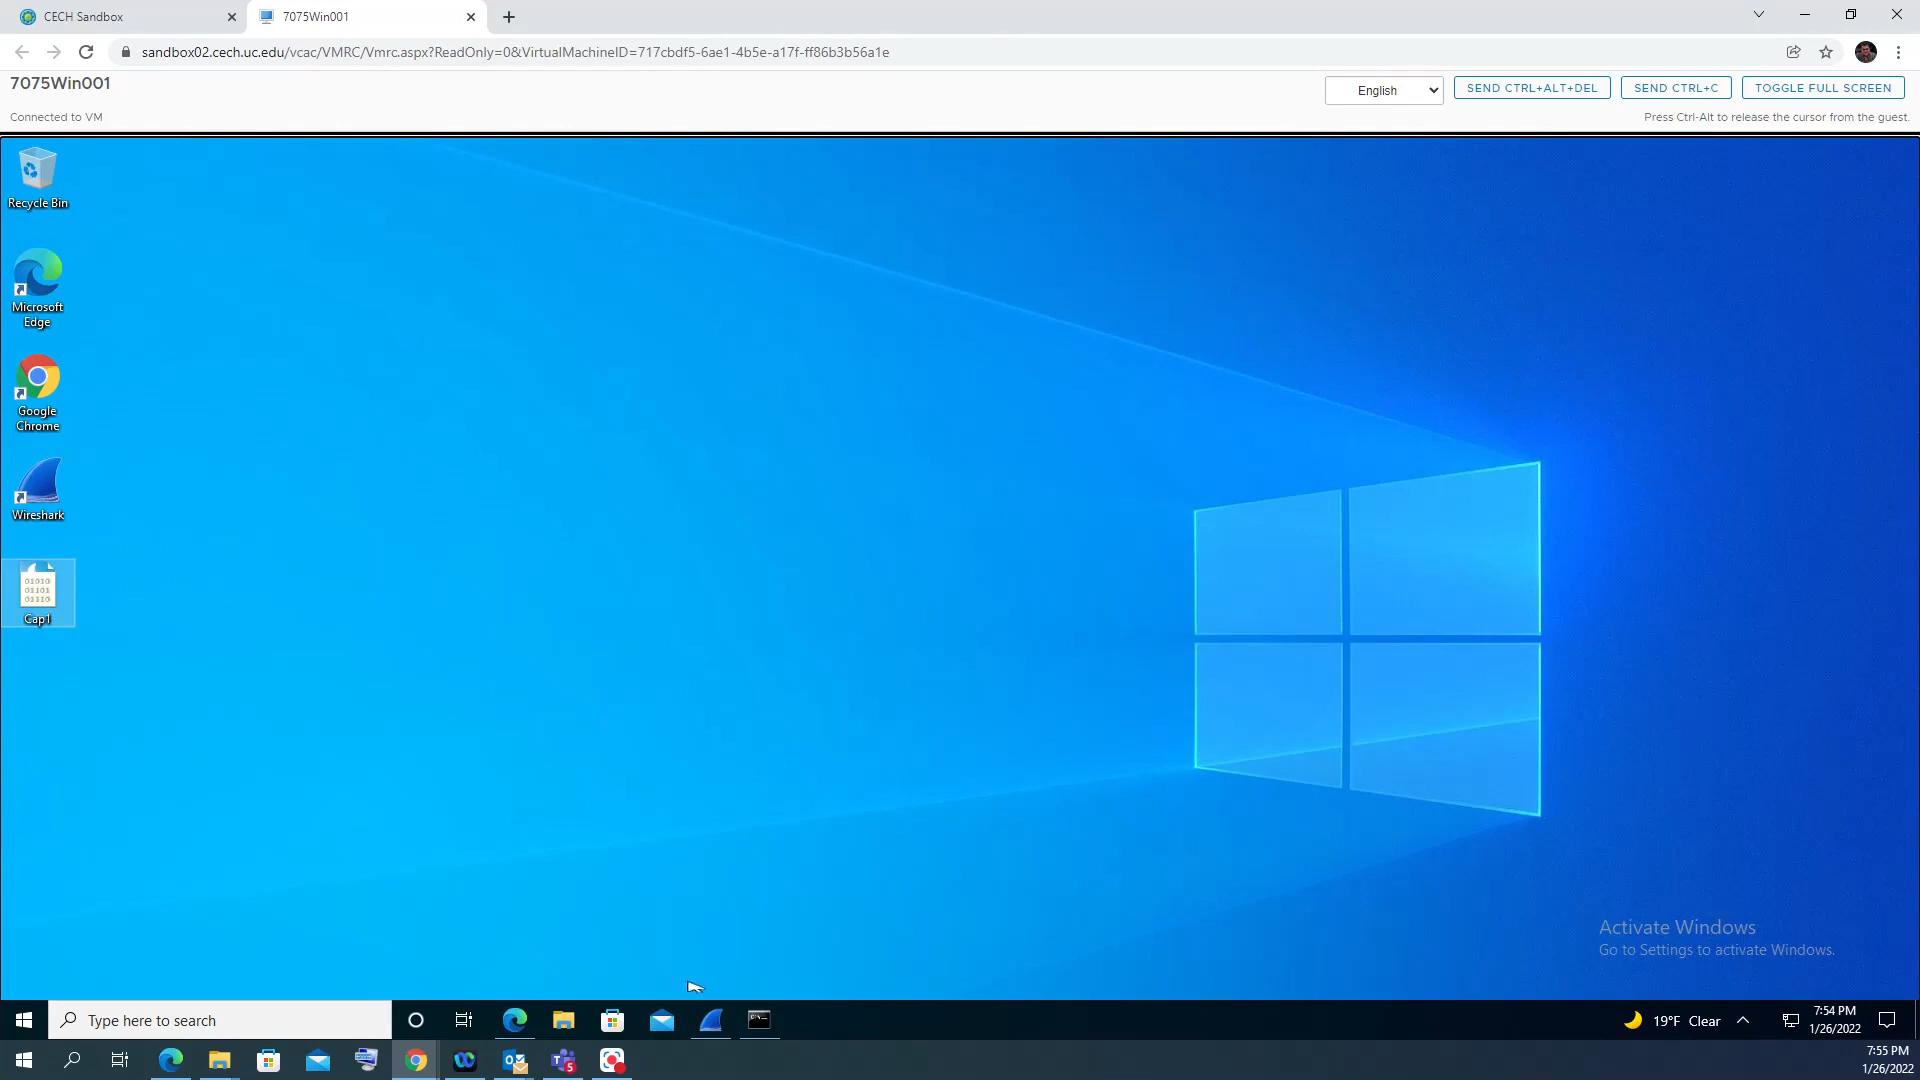 CECH Sandbox
7075Win001
sandbox02.cech.uc.edu/vcac/VMRC/Vmrc.aspx?ReadOnly=0&VirtualMachineID=717cbdf5-6ae1-4b5e-a17f-ff86b3b56a1e
7075Win001
English
SEND CTRL+ALT+DEL
SEND CTRL+C
TOGGLE FULL SCREEN
Connected to VM
Press Ctrl-Alt to release the cursor from the guest.
Recycle Bin
Microsoft
Edge
Google
Chrome
Wireshark
01010
01101
01110
Cap1
Activate Windows
Go to Settings to activate Windows.
Type here to search
19°F Clear
7:54 PM
1/26/2022
7:55 PM
1/26/2022
5